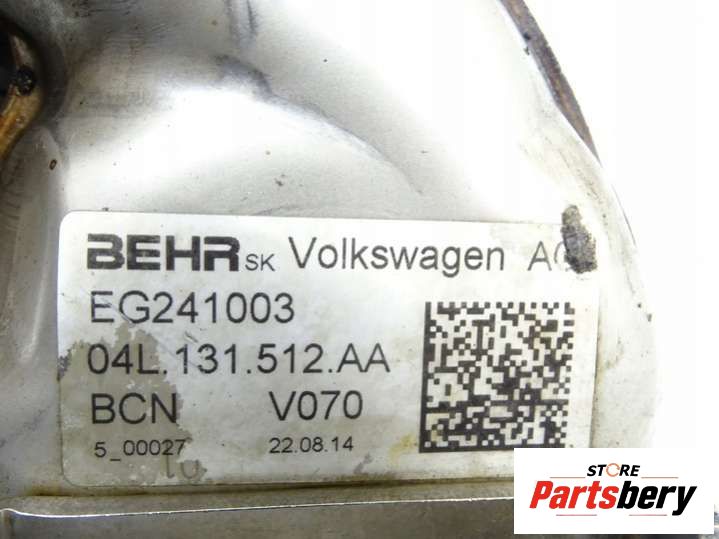 BEHR SK Volkswagen AG
EG241003
04L.131.512.AA
BCN V070
5_00027 22.08.14
STORE
Partsbery